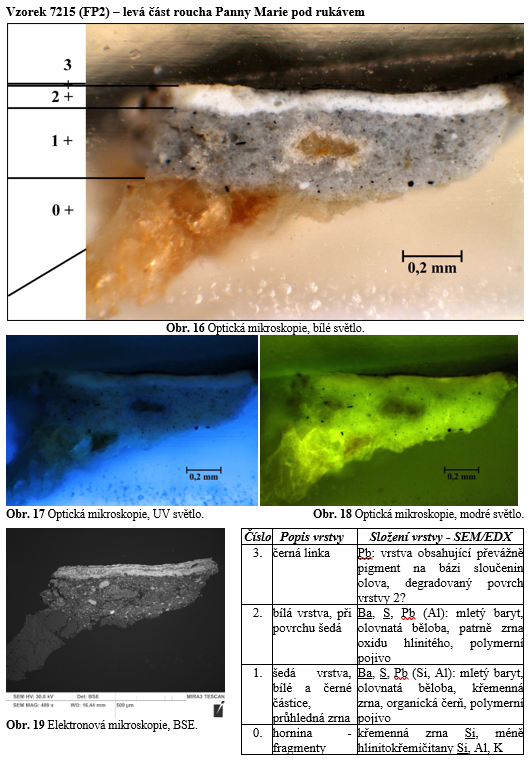 Vzorek 7215 (FP2) – levá část roucha Panny Marie pod rukávem
3
2 +
1 +
0 +
0,2 mm
Obr. 16 Optická mikroskopie, bílé světlo.
0,2 mm
0,2 mm
Obr. 17 Optická mikroskopie, UV světlo.
Obr. 18 Optická mikroskopie, modré světlo.
SEM HV: 30.0 kV Det: BSE MIRA3 TESCAN
SEM MAG: 499 x WD: 16.44 mm 500 µm
Obr. 19 Elektronová mikroskopie, BSE.
Číslo Popis vrstvy Složení vrstvy - SEM/EDX
3. černá linka Pb: vrstva obsahující převážně
pigment na bázi sloučenin
olova, degradovaný povrch
vrstvy 2?
2. bílá vrstva, při Ba, S, Pb (Al): mletý baryt,
povrchu šedá olovnatá běloba, patrně zrna
oxidu hlinitého, polymerní
pojivo
1. šedá vrstva, Ba, S, Pb (Si, Al): mletý baryt,
bílé a černé olovnatá běloba, křemenná
částice, zrna, organická čerň, polymerní
průhledná zrna pojivo
0. hornina - křemenná zrna Si, méně
fragmenty hlinitokřemičitany Si, Al, K